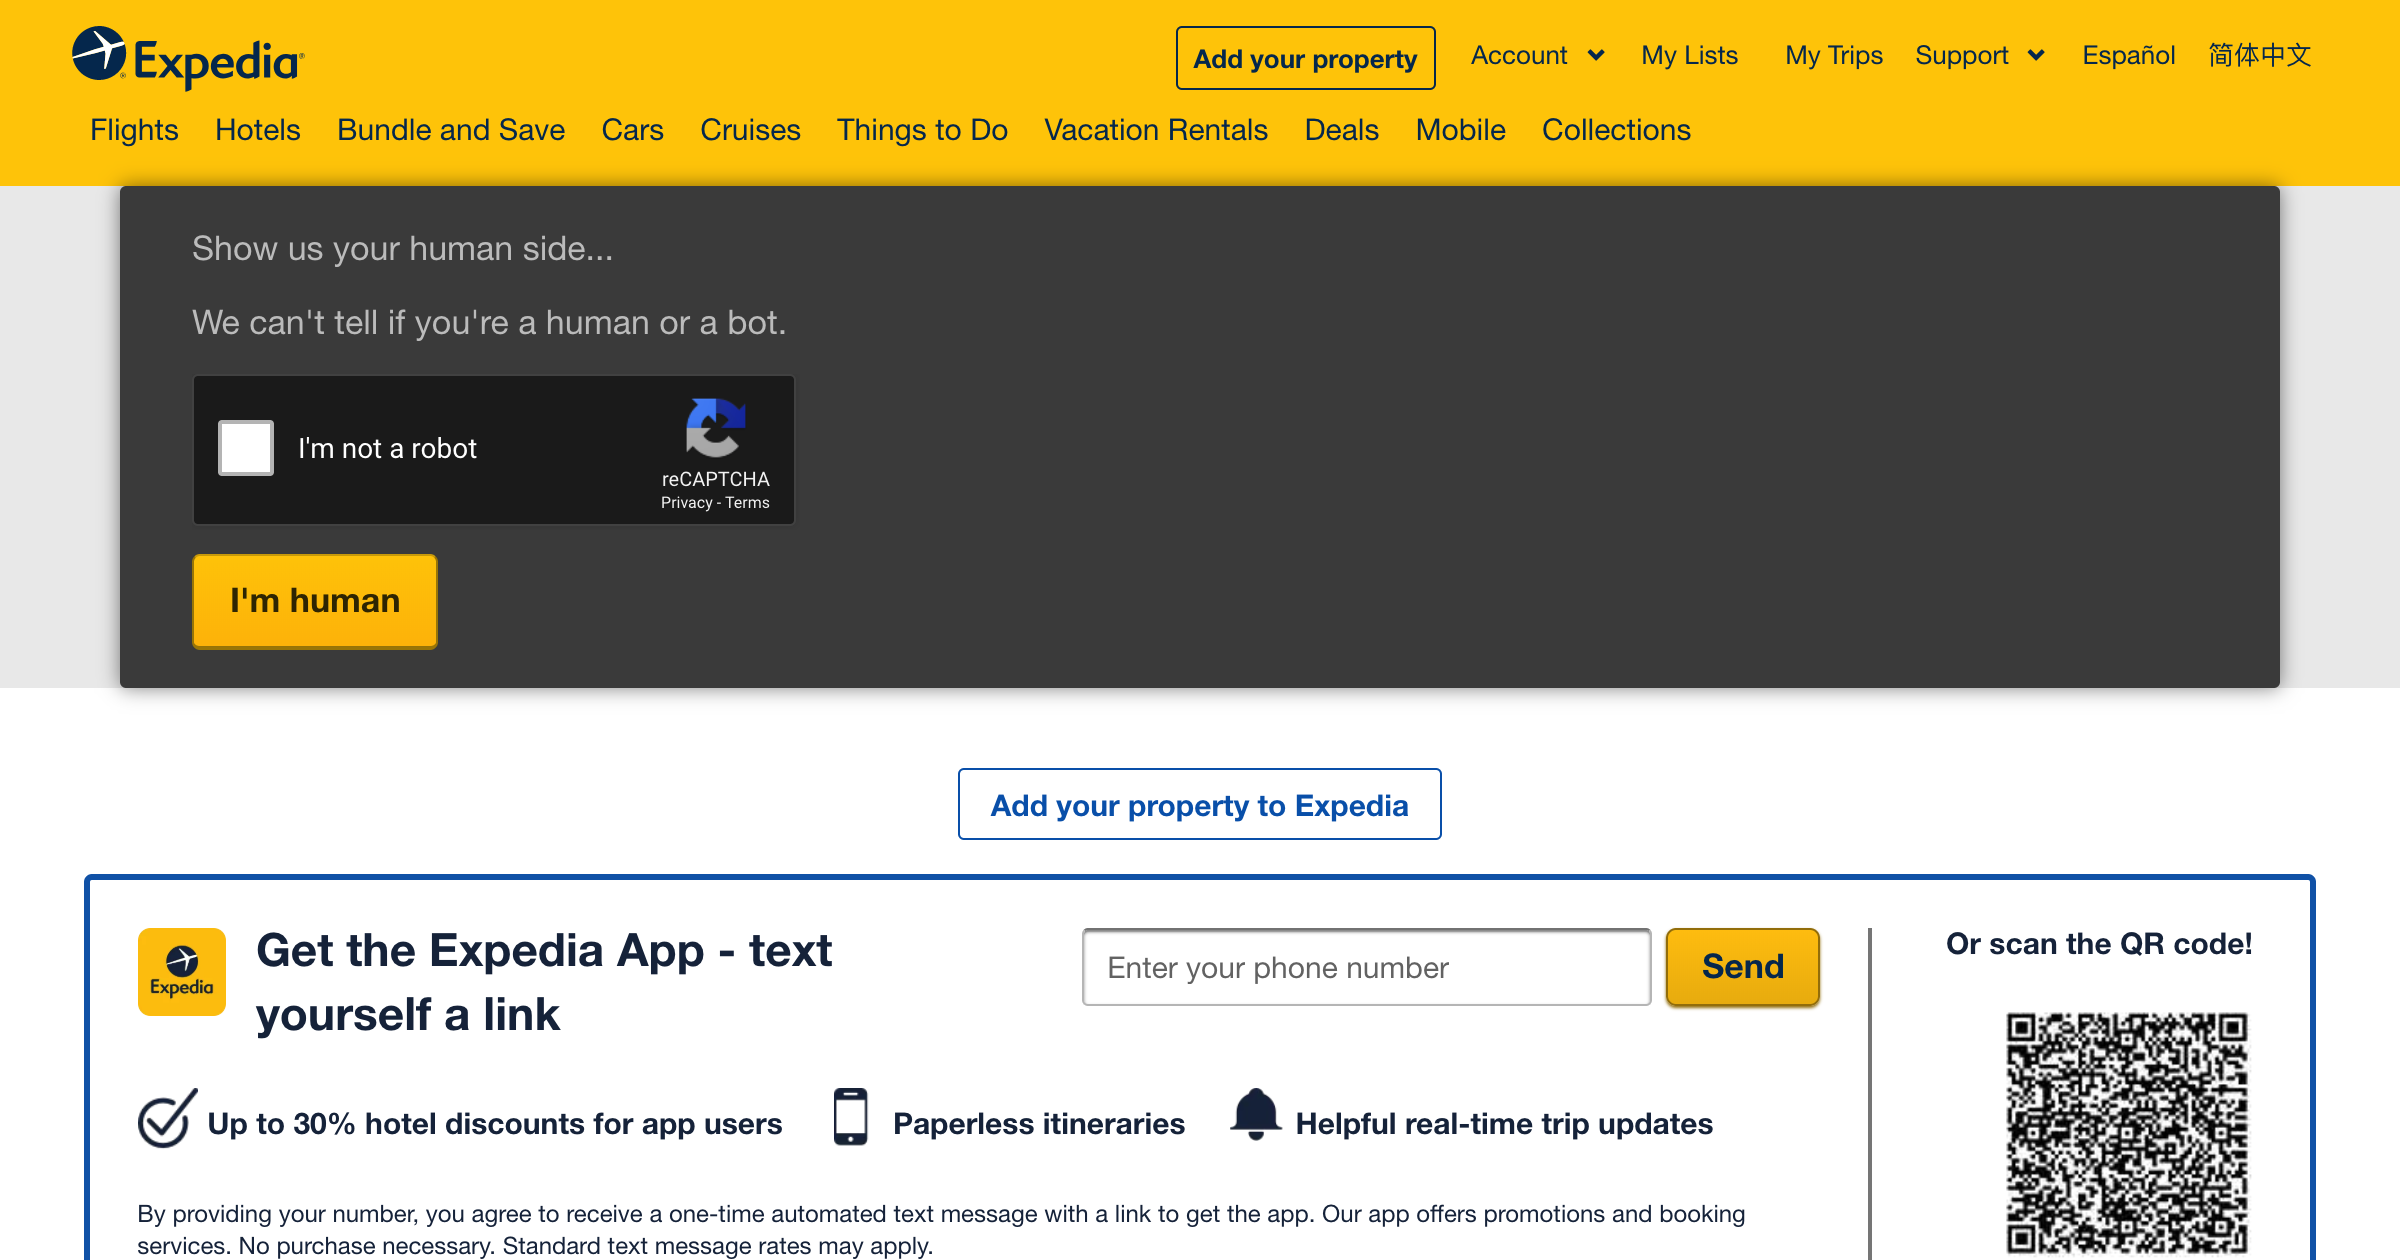 Expedia
Add your property
Account
My Lists
My Trips
Support
Español
简体中文
Flights
Hotels
Bundle and Save
Cars
Cruises
Things to Do
Vacation Rentals
Deals
Mobile
Collections
Show us your human side...
We can't tell if you're a human or a bot.
I'm not a robot
reCAPTCHA
Privacy - Terms
I'm human
Add your property to Expedia
Expedia
Get the Expedia App - text
yourself a link
Enter your phone number
Send
Or scan the QR code!
Up to 30% hotel discounts for app users
Paperless itineraries
Helpful real-time trip updates
By providing your number, you agree to receive a one-time automated text message with a link to get the app. Our app offers promotions and booking
services. No purchase necessary. Standard text message rates may apply.